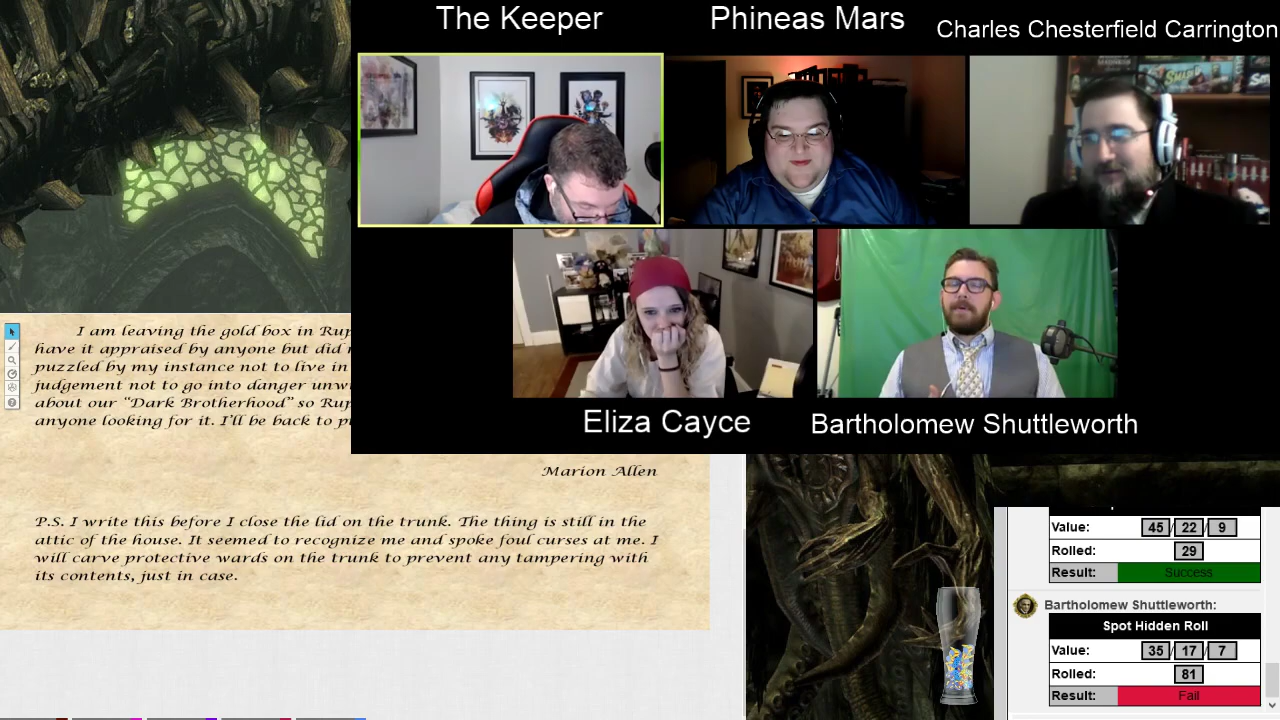 The Keeper
Phineas Mars
Charles Chesterfield Carrington
Eliza Cayce
Bartholomew Shuttleworth
I am leaving the gold box in Rup
have it appraised by anyone but did
puzzled by my instance not to live in
judgement not to go into danger unw
about our "Dark Brotherhood" so Rup
anyone looking for it. I'll be back to
Marion Allen
P.S. I write this before I close the lid on the trunk. The thing is still in the
attic of the house. It seemed to recognize me and spoke foul curses at me. I
will carve protective wards on the trunk to prevent any tampering with
its contents, just in case.
Value: 45 22 9
Rolled: 29
Result: Success
Bartholomew Shuttleworth:
Spot Hidden Roll
Value: 35 17 7
Rolled: 81
Result: Fail